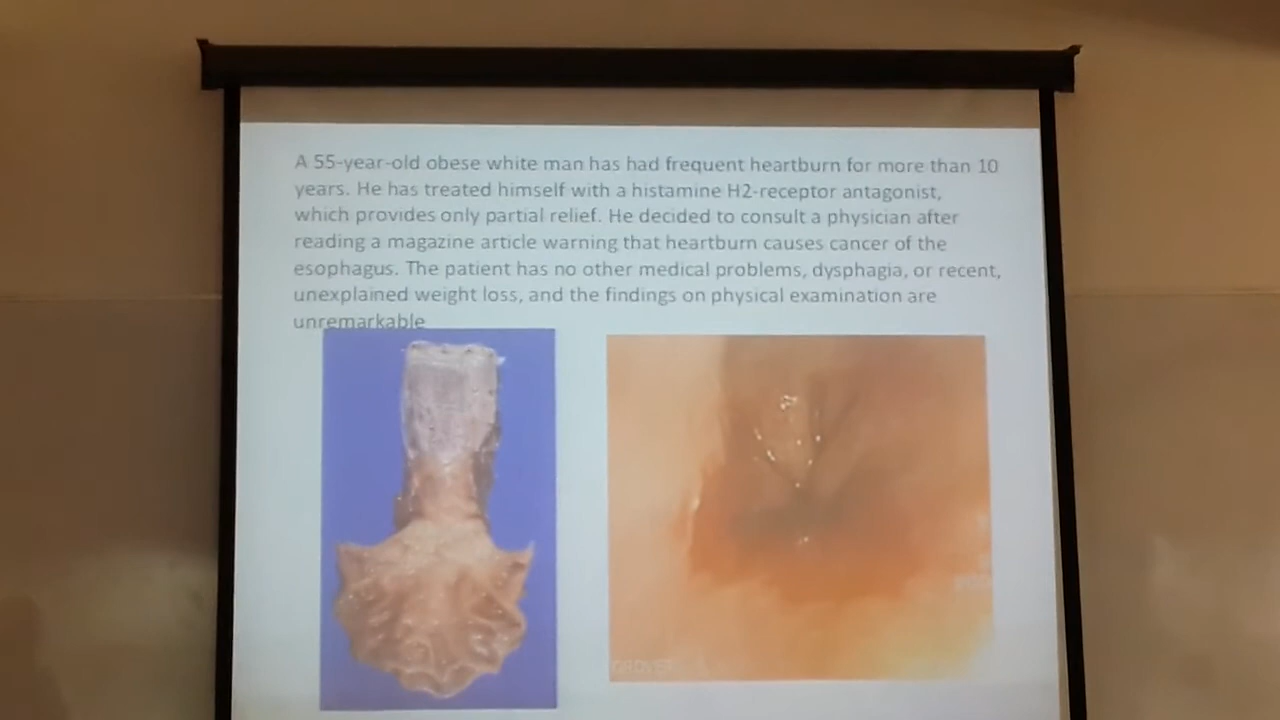 A 55-year-old obese white man has had frequent heartburn for more than 10
years. He has treated himself with a histamine H2-receptor antagonist,
which provides only partial relief. He decided to consult a physician after
reading a magazine article warning that heartburn causes cancer of the
esophagus. The patient has no other medical problems, dysphagia, or recent,
unexplained weight loss, and the findings on physical examination are
unremarkable